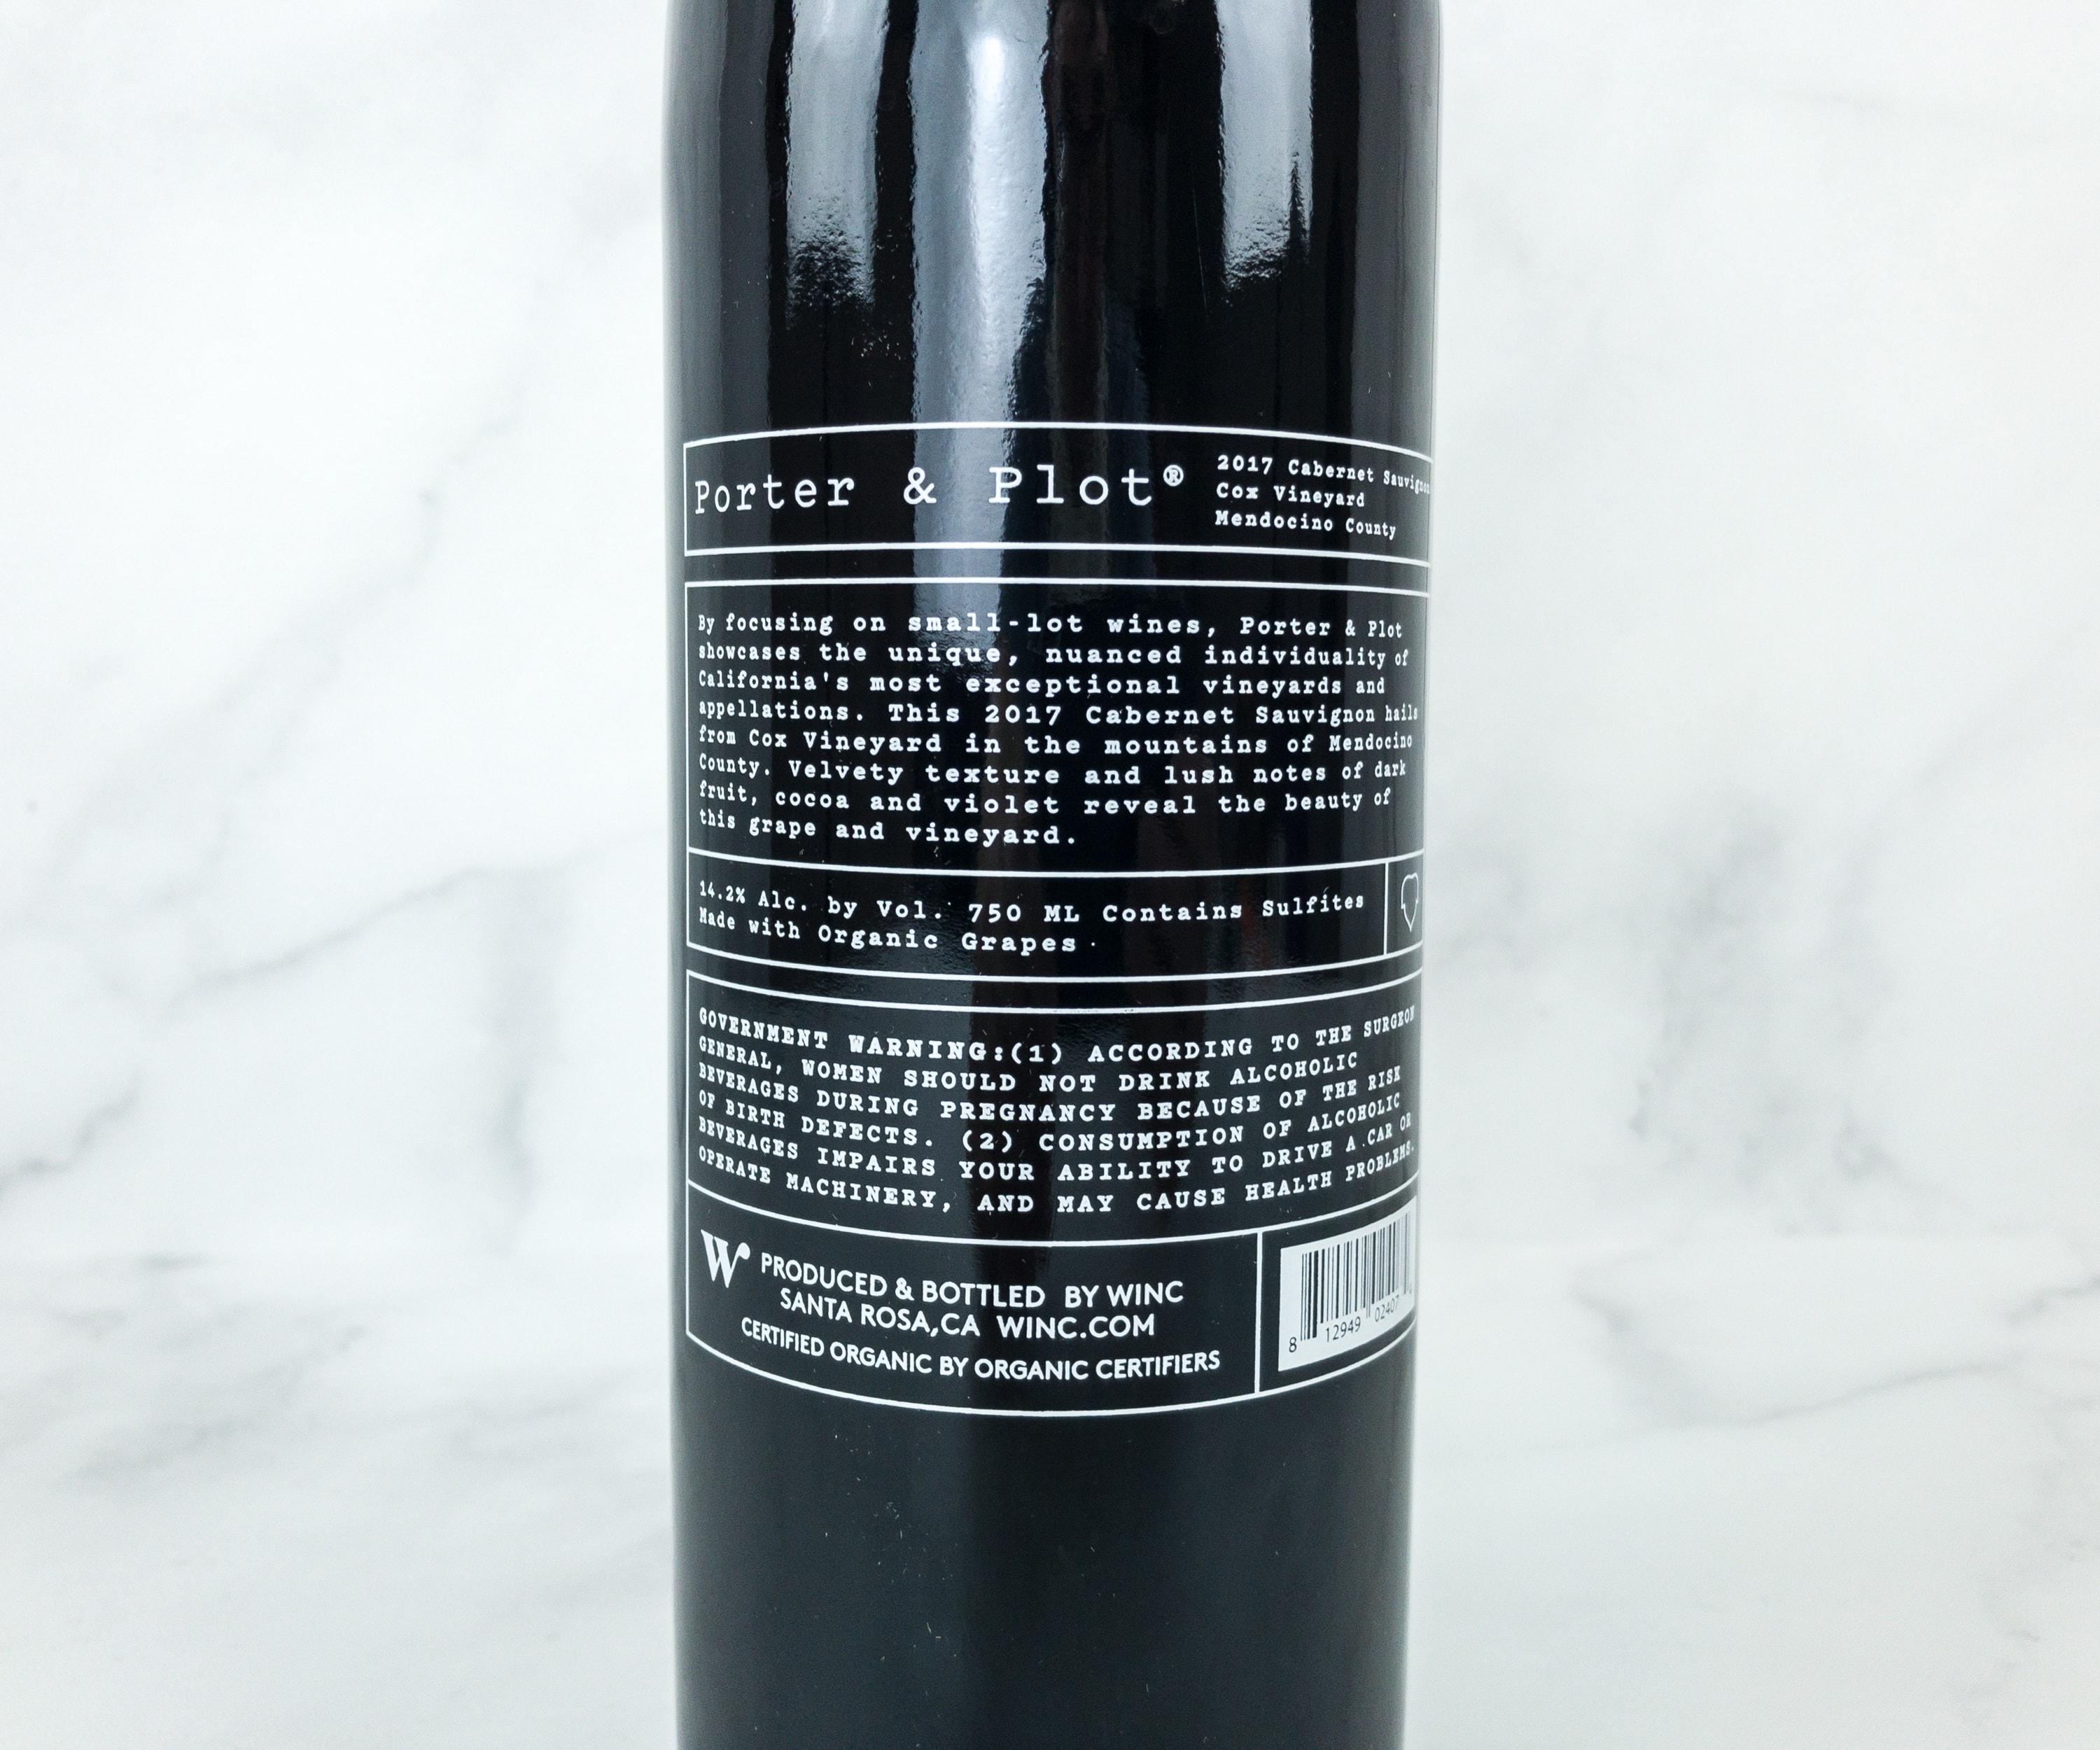 Porter & Plot®
2017 Cabernet Sauvignon
Cox Vineyard
Mendocino County
By focusing on small-lot wines, Porter & Plot
showcases the unique, nuanced individuality of
California's most exceptional vineyards and
appellations. This 2017 Cabernet Sauvignon hails
from Cox Vineyard in the mountains of Mendocino
County. Velvety texture and lush notes of dark
fruit, cocoa and violet reveal the beauty of
this grape and vineyard.
14.2% Alc. by Vol. 750 ML Contains Sulfites
Made with Organic Grapes
GOVERNMENT WARNING:(1) ACCORDING TO THE SURGEON
GENERAL, WOMEN SHOULD NOT DRINK ALCOHOLIC
BEVERAGES DURING PREGNANCY BECAUSE OF THE RISK
OF BIRTH DEFECTS. (2) CONSUMPTION OF ALCOHOLIC
BEVERAGES IMPAIRS YOUR ABILITY TO DRIVE A CAR OR
OPERATE MACHINERY, AND MAY CAUSE HEALTH PROBLEMS.
W
PRODUCED & BOTTLED BY WINC
SANTA ROSA,CA WINC.COM
CERTIFIED ORGANIC BY ORGANIC CERTIFIERS
8 12949 02407